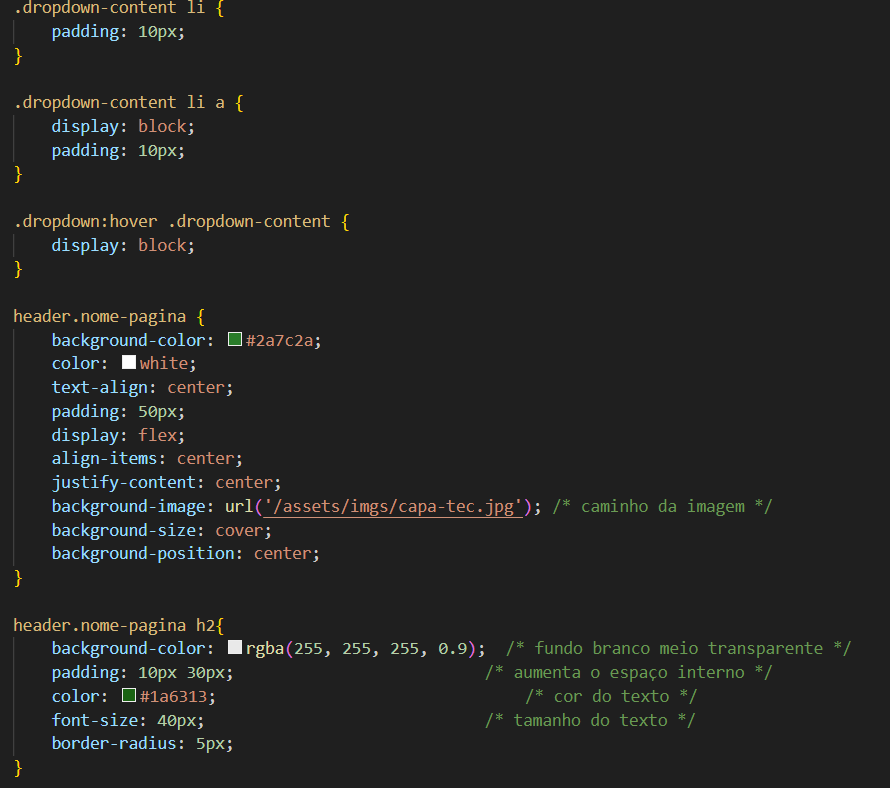 .dropdown-content li {
    padding: 10px;
}

.dropdown-content li a {
    display: block;
    padding: 10px;
}

.dropdown:hover .dropdown-content {
    display: block;
}

header.nome-pagina {
    background-color: #2a7c2a;
    color: white;
    text-align: center;
    padding: 50px;
    display: flex;
    align-items: center;
    justify-content: center;
    background-image: url('/assets/imgs/capa-tec.jpg'); /* caminho da imagem */
    background-size: cover;
    background-position: center;
}

header.nome-pagina h2{
    background-color: rgba(255, 255, 255, 0.9);  /* fundo branco meio transparente */
    padding: 10px 30px;                          /* aumenta o espaço interno */
    color: #1a6313;                                /* cor do texto */
    font-size: 40px;                             /* tamanho do texto */
    border-radius: 5px;
}